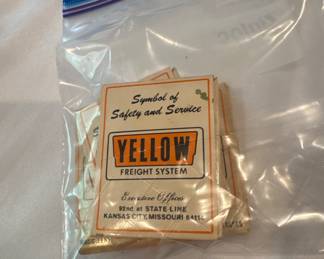 Symbol of
Safety and Service
YELLOW
FREIGHT SYSTEM
Executive Offices
92nd at STATE LINE
KANSAS CITY, MISSOURI